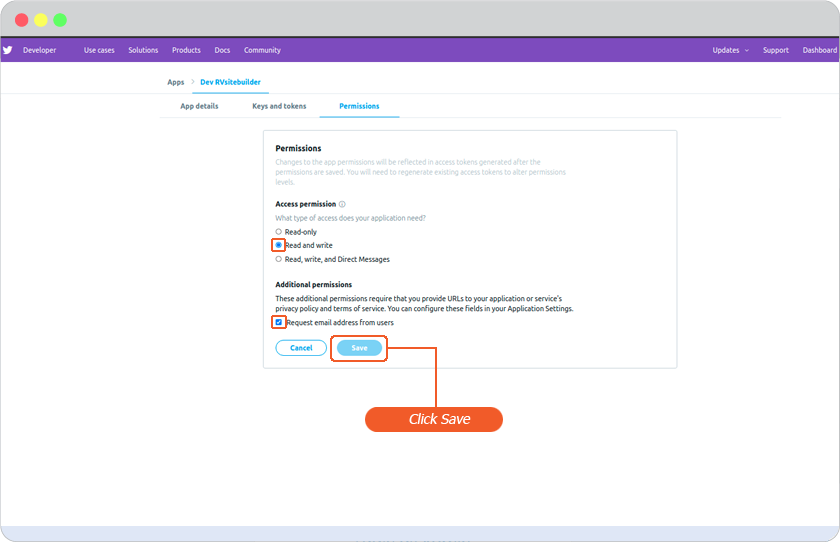 Developer Use cases Solutions Products Docs Community Updates Support Dashboard
Apps Dev RVsitebuilder
App details Keys and tokens Permissions
Permissions
Changes to the app permissions will be reflected in access tokens generated after the
permissions are saved. You will need to regenerate existing access tokens to alter permissions
levels.
Access permission
What type of access does your application need?
Read-only
Read and write
Read, write, and Direct Messages
Additional permissions
These additional permissions require that you provide URLs to your application or service's
privacy policy and terms of service. You can configure these fields in your Application Settings.
Request email address from users
Cancel Save
Click Save